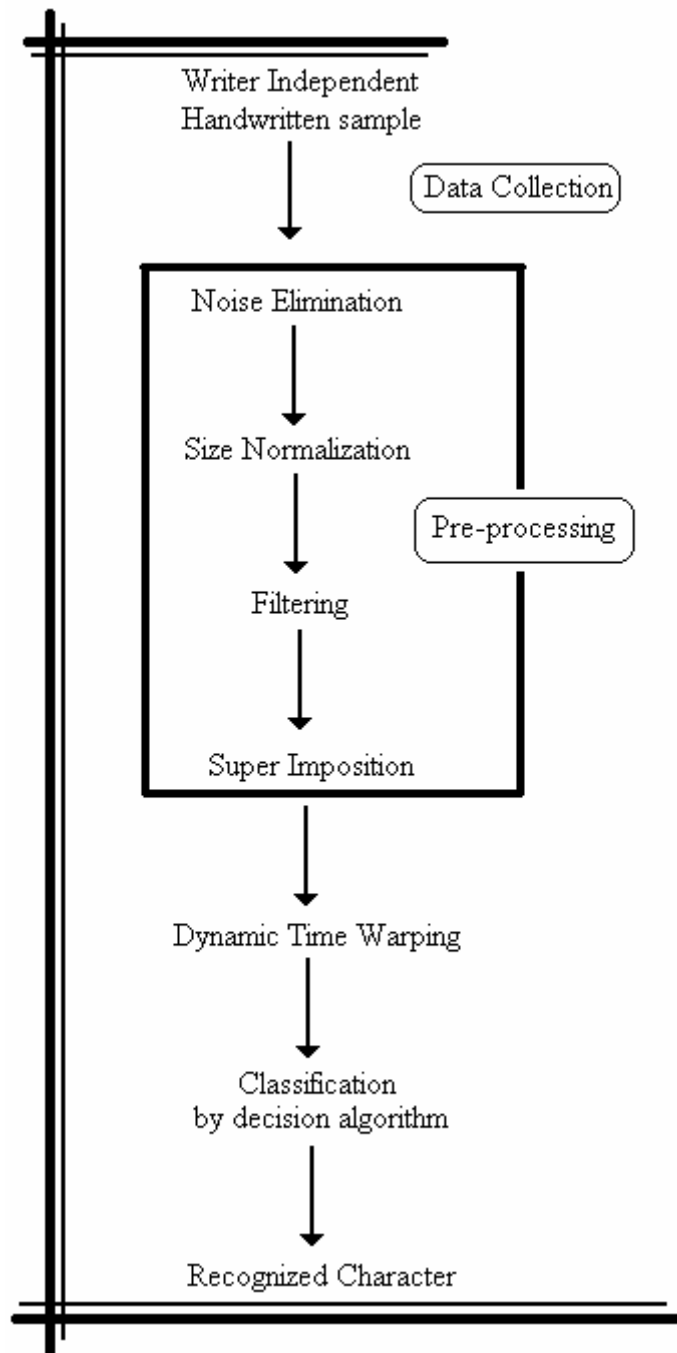 Writer Independent
Handwritten sample
Data Collection
Noise Elimination
Size Normalization
Pre-processing
Filtering
Super Imposition
Dynamic Time Warping
Classification
by decision algorithm
Recognized Character